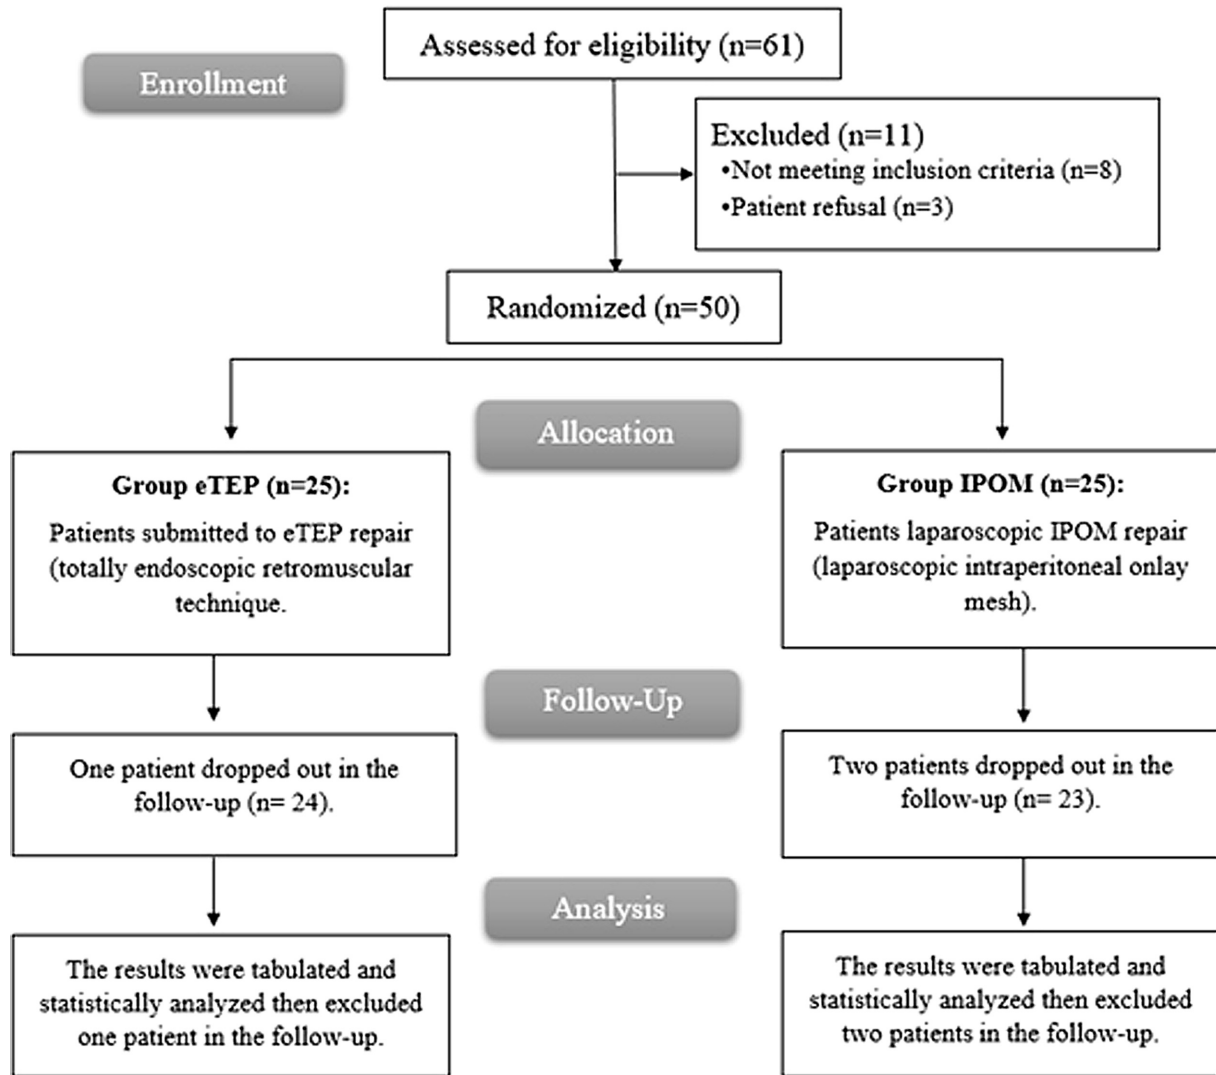 Assessed for eligibility (n=61)
Enrollment
Excluded (n=11)
•Not meeting inclusion criteria (n=8)
•Patient refusal (n=3)
Randomized (n=50)
Allocation
Group eTEP (n=25):
Patients submitted to eTEP repair
(totally endoscopic retromuscular
technique.
Group IPOM (n=25):
Patients laparoscopic IPOM repair
(laparoscopic intraperitoneal onlay
mesh).
Follow-Up
One patient dropped out in the
follow-up (n= 24).
Two patients dropped out in the
follow-up (n= 23).
Analysis
The results were tabulated and
statistically analyzed then excluded
one patient in the follow-up.
The results were tabulated and
statistically analyzed then excluded
two patients in the follow-up.